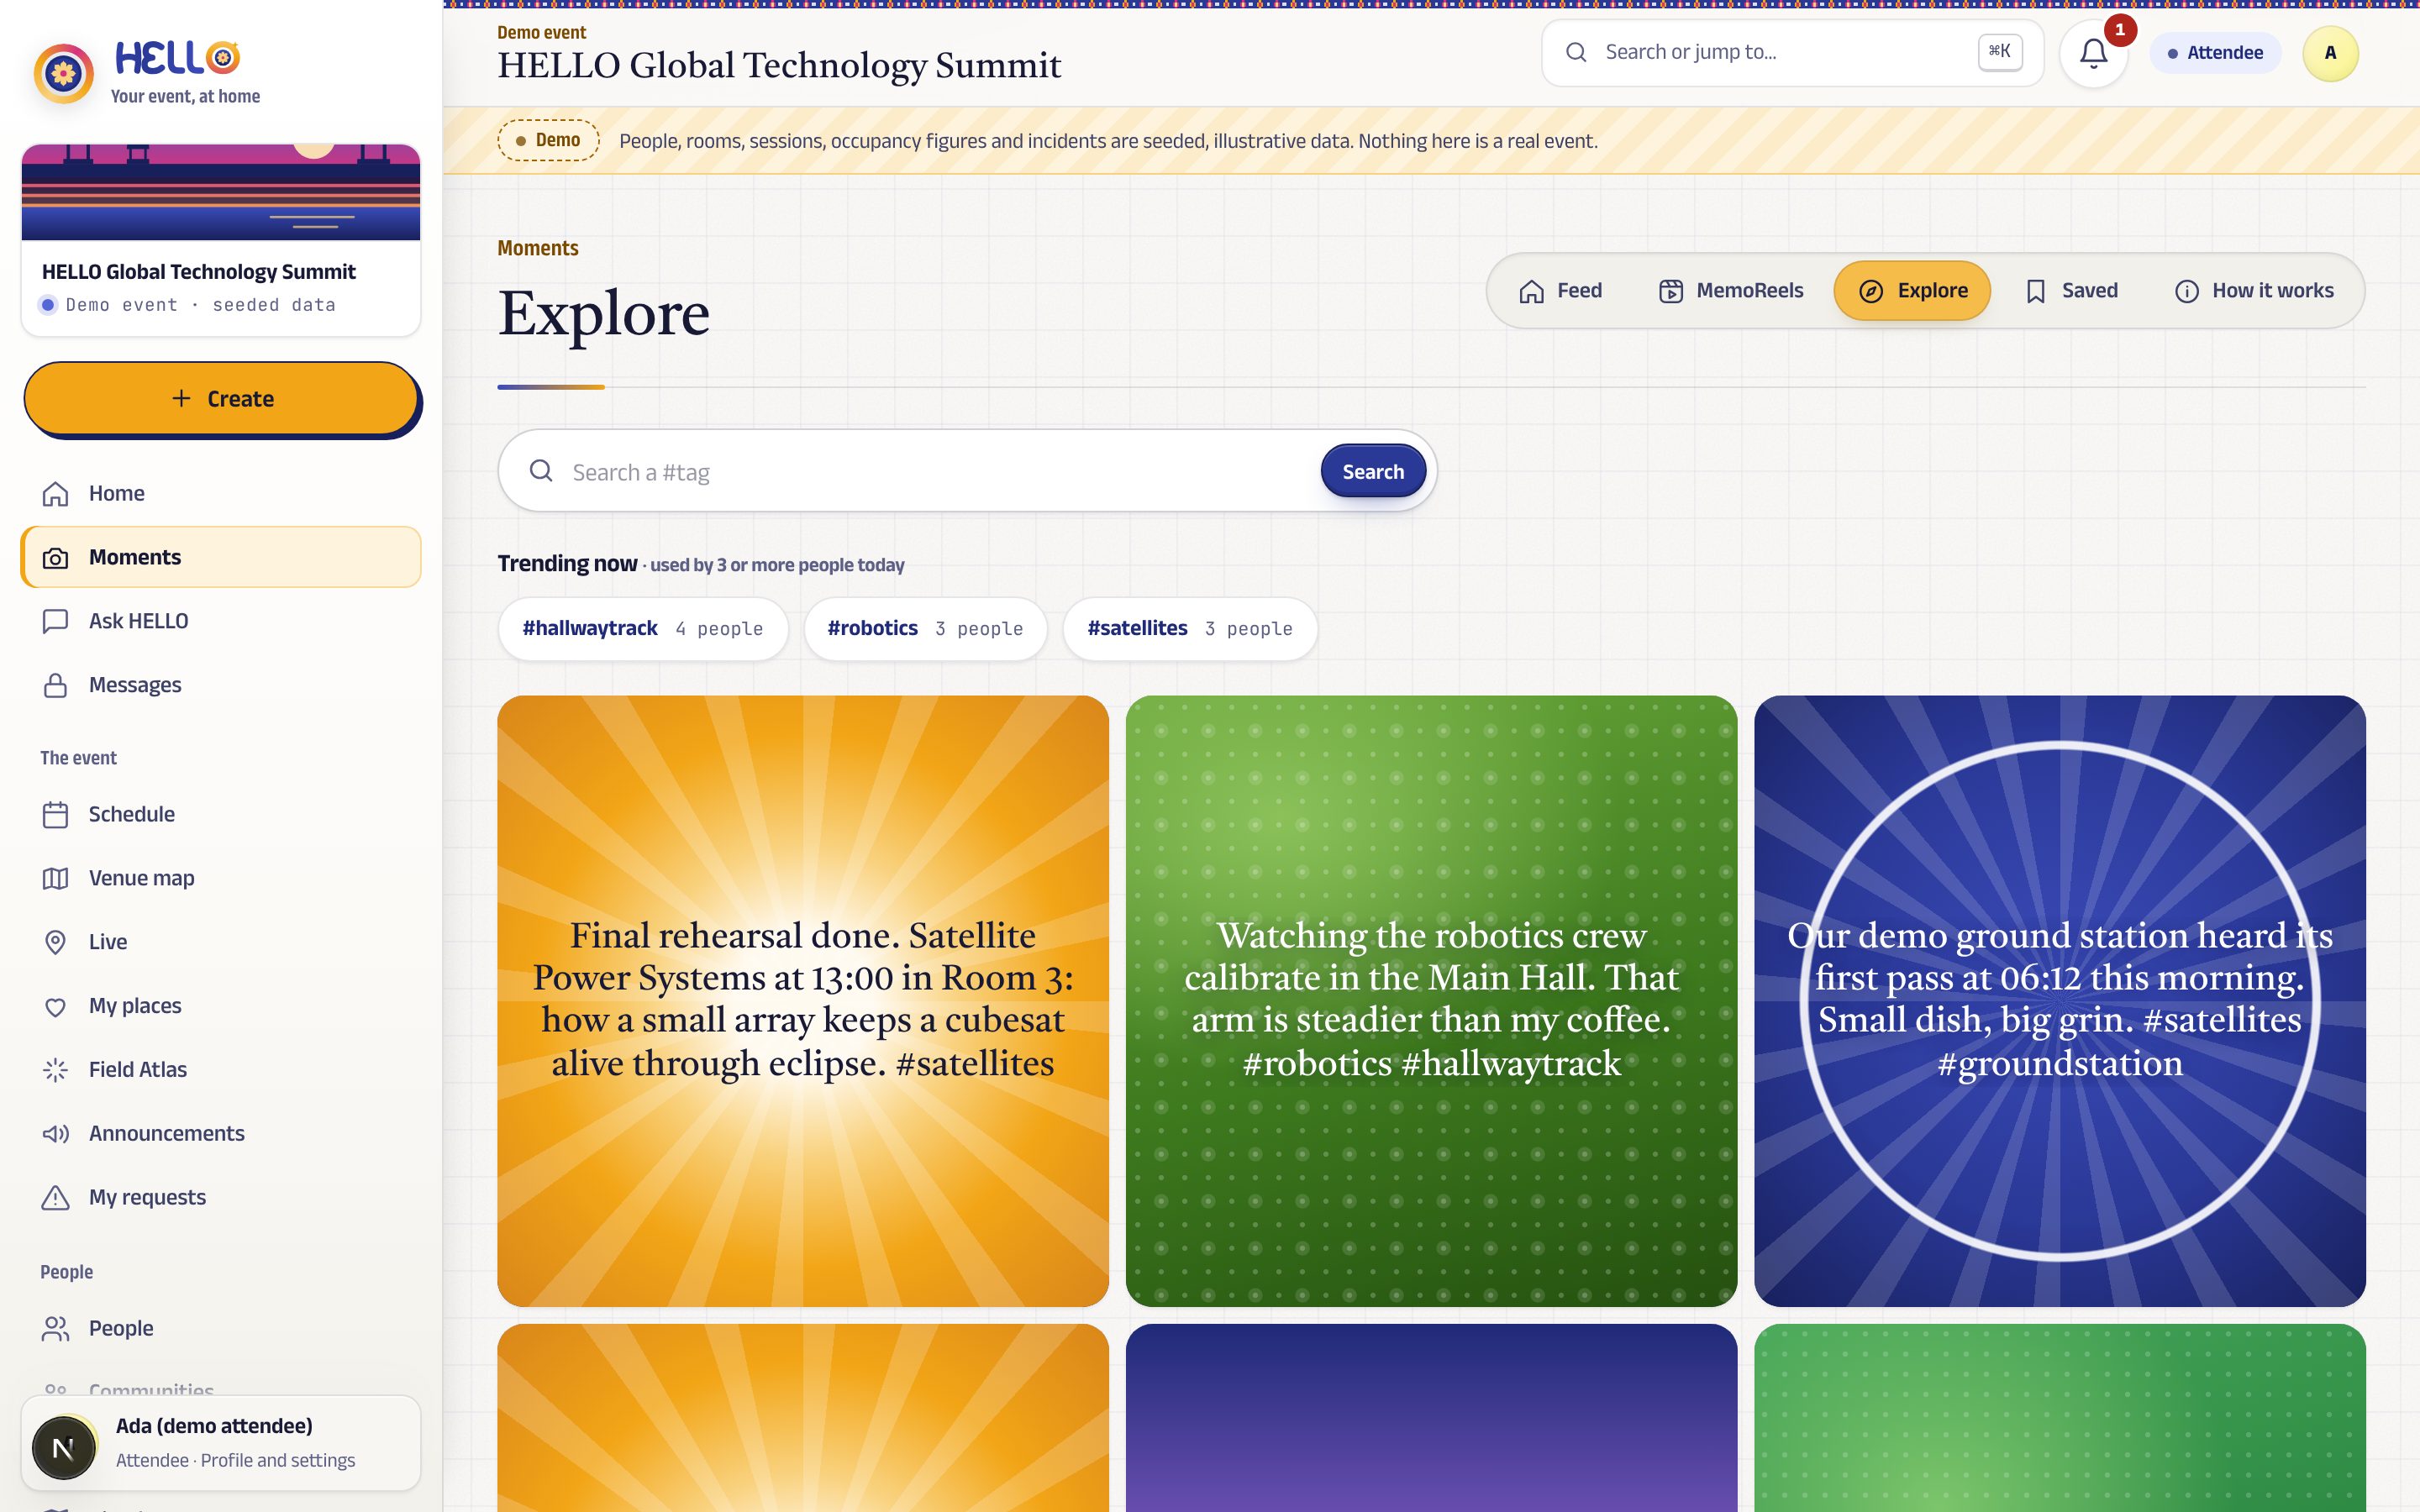 HELLO
Your event, at home
HELLO Global Technology Summit
Demo event · seeded data
Create
Home
Moments
Ask HELLO
Messages
The event
Schedule
Venue map
Live
My places
Field Atlas
Announcements
My requests
People
People
Communities
Ada (demo attendee)
Attendee · Profile and settings
N
Demo event
HELLO Global Technology Summit
Search or jump to...
⌘K
1
Attendee
A
Demo
People, rooms, sessions, occupancy figures and incidents are seeded, illustrative data. Nothing here is a real event.
Moments
Explore
Feed
MemoReels
Explore
Saved
How it works
Search a #tag
Search
Trending now · used by 3 or more people today
#hallwaytrack 4 people
#robotics 3 people
#satellites 3 people
Final rehearsal done. Satellite
Power Systems at 13:00 in Room 3:
how a small array keeps a cubesat
alive through eclipse. #satellites
Watching the robotics crew
calibrate in the Main Hall. That
arm is steadier than my coffee.
#robotics #hallwaytrack
Our demo ground station heard its
first pass at 06:12 this morning.
Small dish, big grin. #satellites
#groundstation